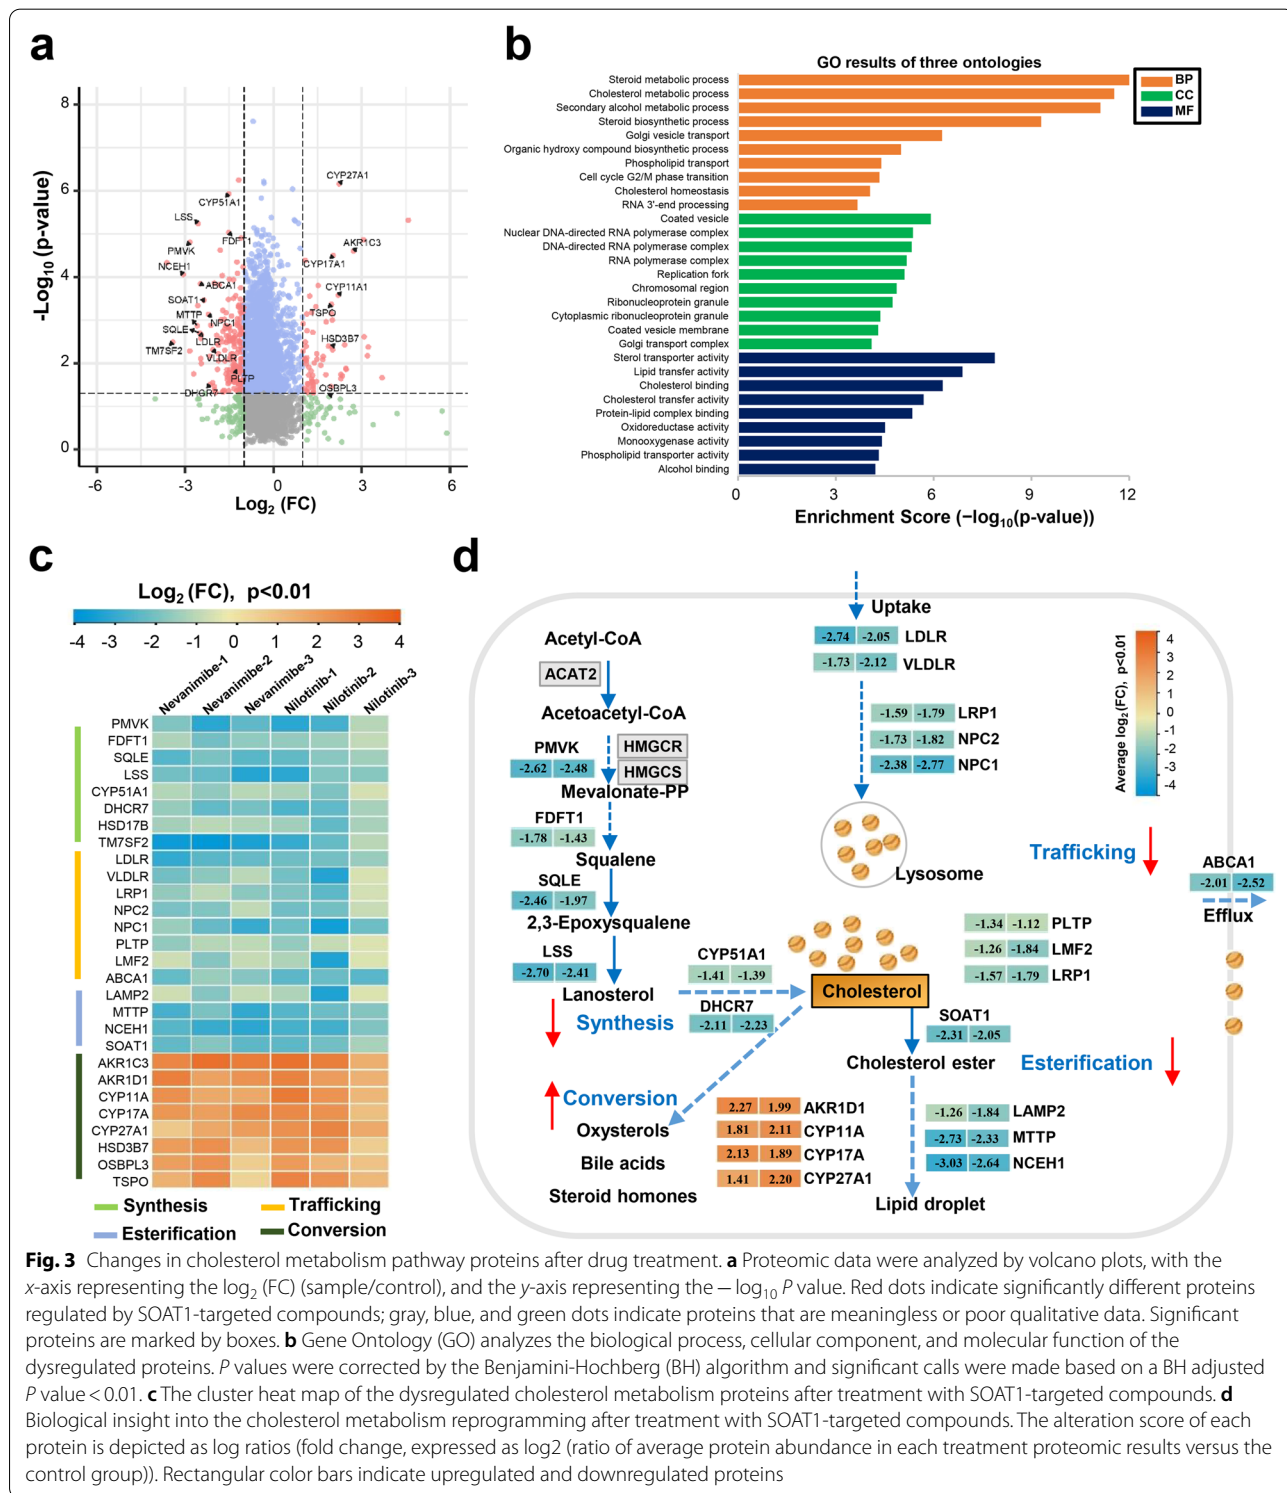 a
-Log10 (p-value)
8
6
4
2
0
-6
-3
0
3
6
Log2 (FC)
CYP27A1
CYP51A1
LSS
FDFT1
AKR1C3
PMVK
CYP17A1
NCEH1
ABCA1
CYP11A1
SOAT1
TSPO
MTTP
NPC1
SQLE
LDLR
HSD3B7
TM7SF2
VLDLR
PLTP
DHCR7
OSBPL3
b
GO results of three ontologies
BP
CC
MF
Steroid metabolic process
Cholesterol metabolic process
Secondary alcohol metabolic process
Steroid biosynthetic process
Golgi vesicle transport
Organic hydroxy compound biosynthetic process
Phospholipid transport
Cell cycle G2/M phase transition
Cholesterol homeostasis
RNA 3'-end processing
Coated vesicle
Nuclear DNA-directed RNA polymerase complex
DNA-directed RNA polymerase complex
RNA polymerase complex
Replication fork
Chromosomal region
Ribonucleoprotein granule
Cytoplasmic ribonucleoprotein granule
Coated vesicle membrane
Golgi transport complex
Sterol transporter activity
Lipid transfer activity
Cholesterol binding
Cholesterol transfer activity
Protein-lipid complex binding
Oxidoreductase activity
Monooxygenase activity
Phospholipid transporter activity
Alcohol binding
0 3 6 9 12
Enrichment Score (−log10(p-value))
c
Log2 (FC), p<0.01
-4 -3 -2 -1 0 1 2 3 4
Nevanimibe-1
Nevanimibe-2
Nevanimibe-3
Nilotinib-1
Nilotinib-2
Nilotinib-3
PMVK
FDFT1
SQLE
LSS
CYP51A1
DHCR7
HSD17B
TM7SF2
LDLR
VLDLR
LRP1
NPC2
NPC1
PLTP
LMF2
ABCA1
LAMP2
MTTP
NCEH1
SOAT1
AKR1C3
AKR1D1
CYP11A
CYP17A
CYP27A1
HSD3B7
OSBPL3
TSPO
Synthesis
Trafficking
Esterification
Conversion
d
Acetyl-CoA
ACAT2
Acetoacetyl-CoA
PMVK
-2.62 -2.48
HMGCR
HMGCS
Mevalonate-PP
FDFT1
-1.78 -1.43
Squalene
SQLE
-2.46 -1.97
2,3-Epoxysqualene
LSS
-2.70 -2.41
Lanosterol
CYP51A1
-1.41 -1.39
DHCR7
-2.11 -2.23
Synthesis
Uptake
-2.74 -2.05 LDLR
-1.73 -2.12 VLDLR
-1.59 -1.79 LRP1
-1.73 -1.82 NPC2
-2.38 -2.77 NPC1
Lysosome
Average log2(FC), p<0.01
4
3
2
1
0
-1
-2
-3
-4
Trafficking
ABCA1
-2.01 -2.52
Efflux
-1.34 -1.12 PLTP
-1.26 -1.84 LMF2
-1.57 -1.79 LRP1
Cholesterol
SOAT1
-2.31 -2.05
Cholesterol ester
Esterification
-1.26 -1.84 LAMP2
-2.73 -2.33 MTTP
-3.03 -2.64 NCEH1
Lipid droplet
Conversion
Oxysterols
Bile acids
Steroid homones
2.27 1.99 AKR1D1
1.81 2.11 CYP11A
2.13 1.89 CYP17A
1.41 2.20 CYP27A1
Fig. 3 Changes in cholesterol metabolism pathway proteins after drug treatment. a Proteomic data were analyzed by volcano plots, with the
x-axis representing the log2 (FC) (sample/control), and the y-axis representing the − log10 P value. Red dots indicate significantly different proteins
regulated by SOAT1-targeted compounds; gray, blue, and green dots indicate proteins that are meaningless or poor qualitative data. Significant
proteins are marked by boxes. b Gene Ontology (GO) analyzes the biological process, cellular component, and molecular function of the
dysregulated proteins. P values were corrected by the Benjamini-Hochberg (BH) algorithm and significant calls were made based on a BH adjusted
P value < 0.01. c The cluster heat map of the dysregulated cholesterol metabolism proteins after treatment with SOAT1-targeted compounds. d
Biological insight into the cholesterol metabolism reprogramming after treatment with SOAT1-targeted compounds. The alteration score of each
protein is depicted as log ratios (fold change, expressed as log2 (ratio of average protein abundance in each treatment proteomic results versus the
control group)). Rectangular color bars indicate upregulated and downregulated proteins